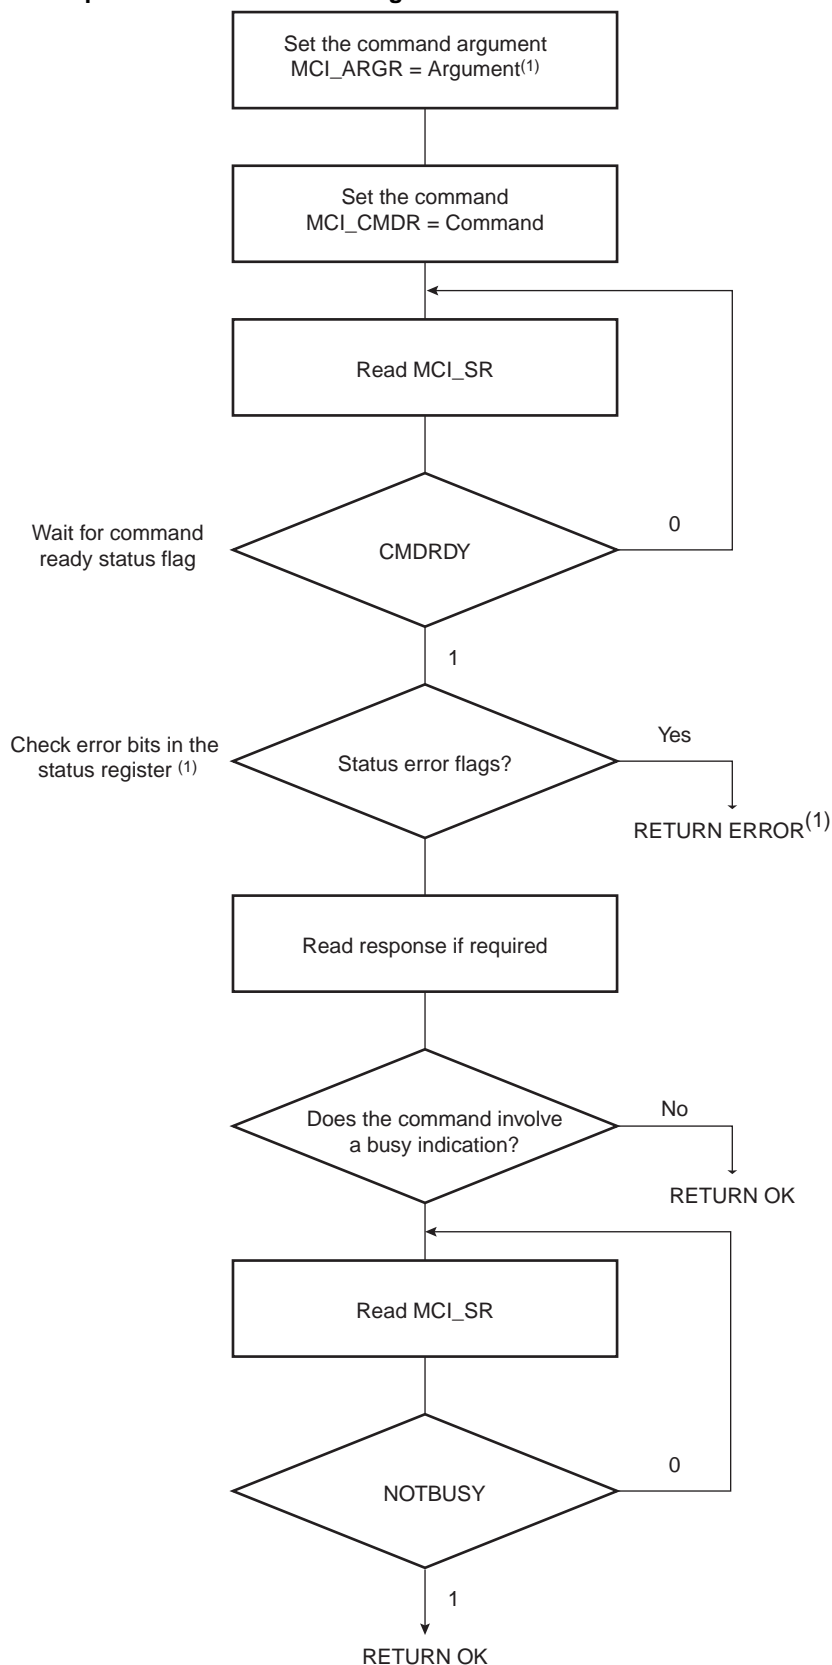 Set the command argument
MCI_ARGR = Argument(1)
Set the command
MCI_CMDR = Command
Read MCI_SR
Wait for command
ready status flag
CMDRDY
0
1
Check error bits in the
status register (1)
Status error flags?
Yes
RETURN ERROR(1)
Read response if required
Does the command involve
a busy indication?
No
RETURN OK
Read MCI_SR
NOTBUSY
0
1
RETURN OK